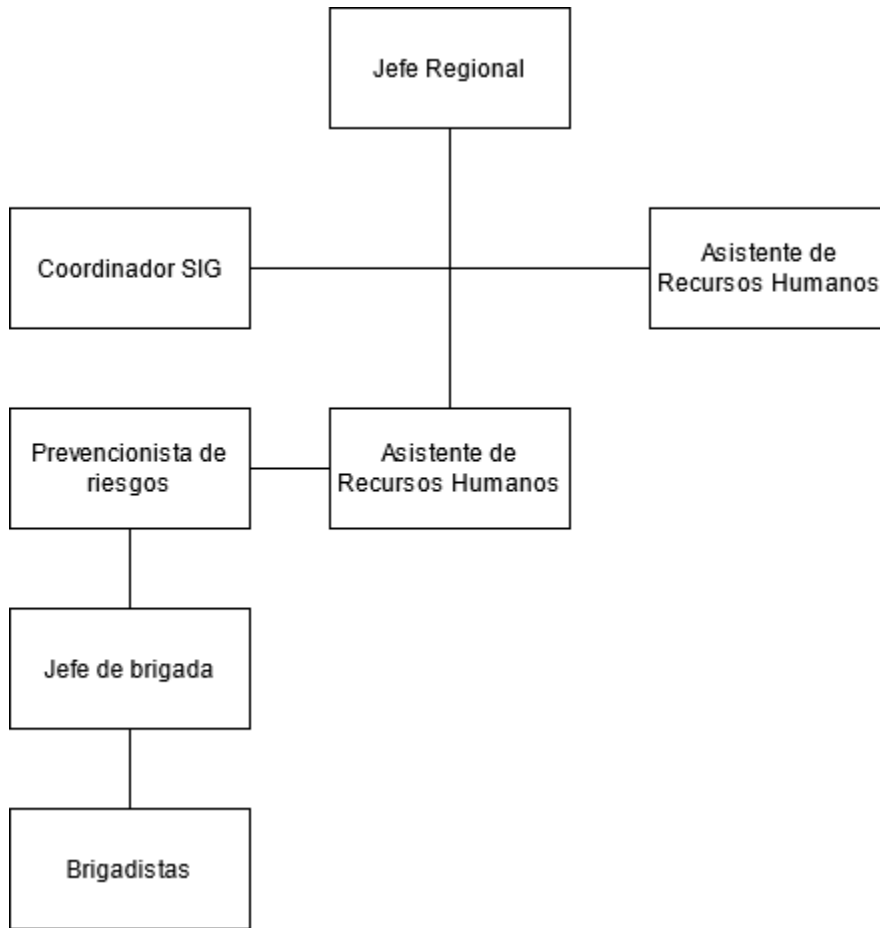 Jefe Regional
Coordinador SIG
Asistente de
Recursos Humanos
Prevencionista de
riesgos
Asistente de
Recursos Humanos
Jefe de brigada
Brigadistas